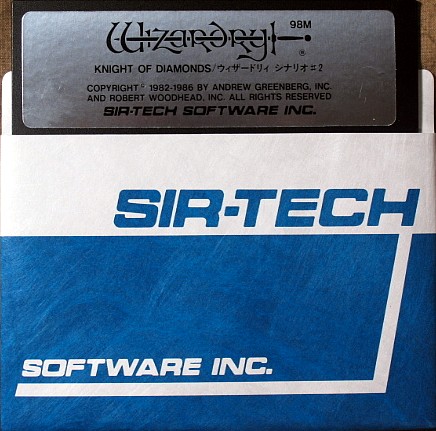 Wizardry
98M
®
KNIGHT OF DIAMONDS/ウィザードリィ シナリオ#2
COPYRIGHT © 1982-1986 BY ANDREW GREENBERG, INC.
AND ROBERT WOODHEAD, INC. ALL RIGHTS RESERVED
SIR-TECH SOFTWARE INC.
SIR-TECH
SOFTWARE INC.